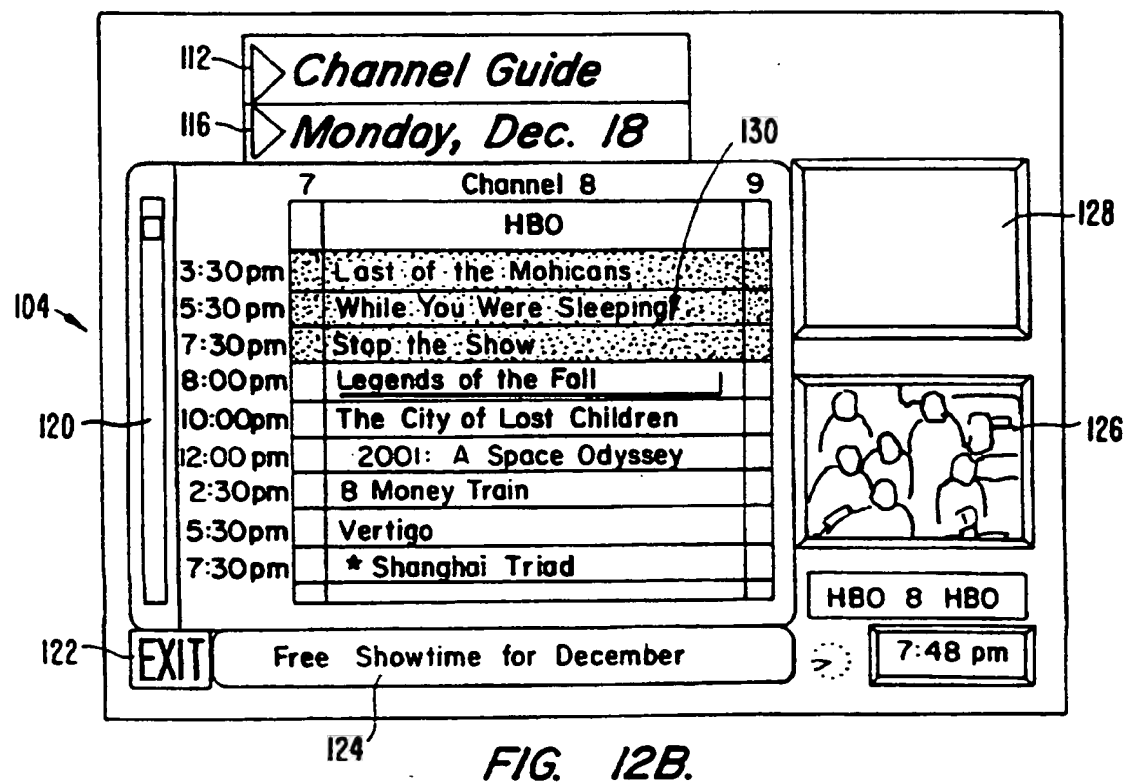 112
Channel Guide
116
Monday, Dec. 18
130
7 Channel 8 9
HBO
128
3:30pm Last of the Mohicans
104
5:30pm While You Were Sleeping
7:30pm Stop the Show
8:00pm Legends of the Fall
120
10:00pm The City of Lost Children
126
12:00 pm 2001: A Space Odyssey
2:30pm 8 Money Train
5:30pm Vertigo
7:30pm * Shanghai Triad
HBO 8 HBO
122
EXIT
Free Showtime for December
7:48 pm
124
FIG. 12B.